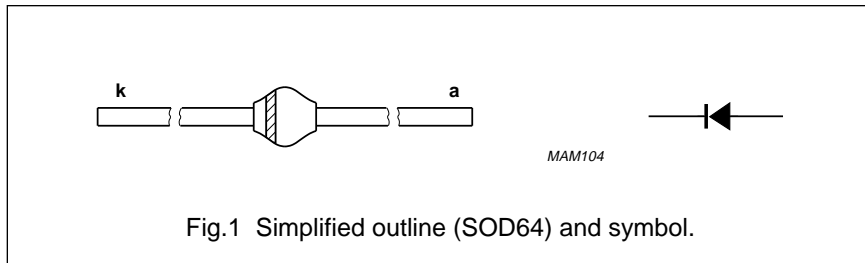 k
a
MAM104
Fig.1 Simplified outline (SOD64) and symbol.